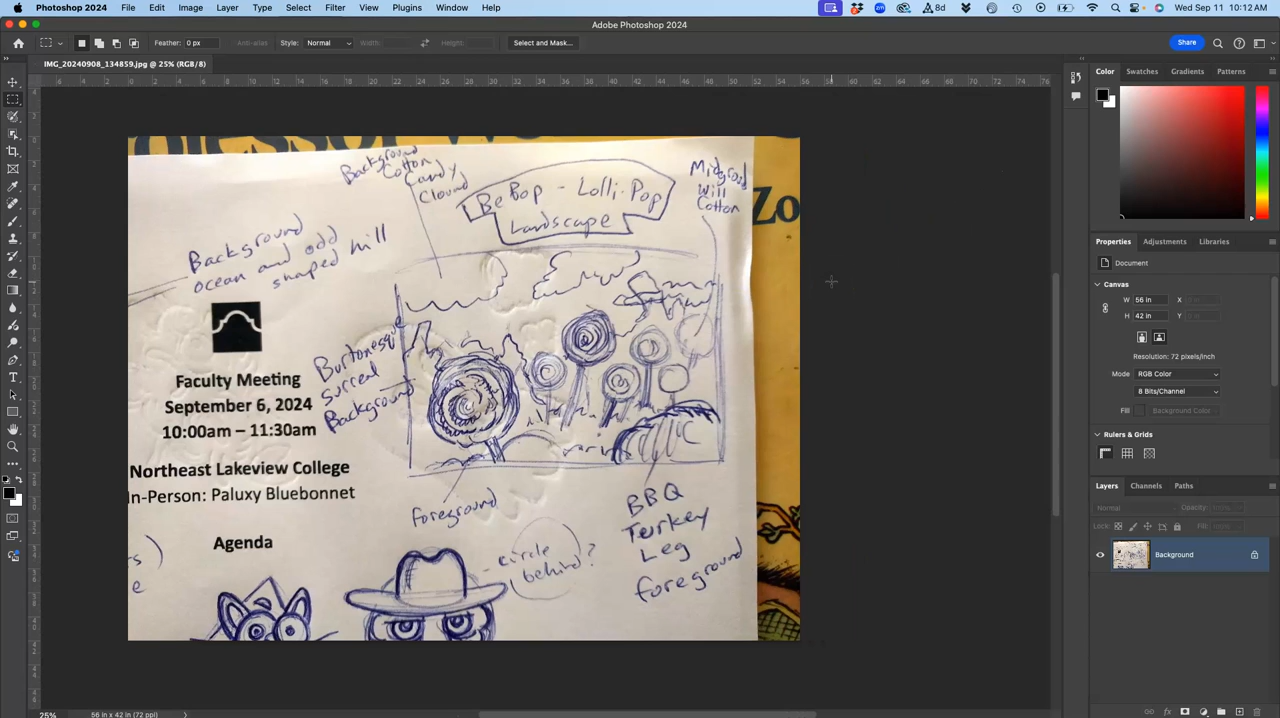 Photoshop 2024 File Edit Image Layer Type Select Filter View Plugins Window Help 8d Wed Sep 11 10:12 AM
Adobe Photoshop 2024
Feather: 0 px Anti-alias Style: Normal Width: Height: Select and Mask... Share
IMG_20240908_134859.jpg @ 25% (RGB/8)
Background
Cotton
Candy
Clound
BeBop - Lolli-Pop
Landscape
Midgroud
Will
Cotton
Zo
Background
ocean and odd
shaped hill
Burtonesque
surreal
Background
Faculty Meeting
September 6, 2024
10:00am – 11:30am
Northeast Lakeview College
In-Person: Paluxy Bluebonnet
Agenda
foreground
circle
behind?
BBQ
Terkey
Leg
foreground
Color Swatches Gradients Patterns
Properties Adjustments Libraries
Document
Canvas
W 56 in X
H 42 in Y
Resolution: 72 pixels/inch
Mode RGB Color
8 Bits/Channel
Fill Background Color
Rulers & Grids
Layers Channels Paths
Normal Opacity:
Lock: Fill:
Background
25% 56 in x 42 in (72 ppi)